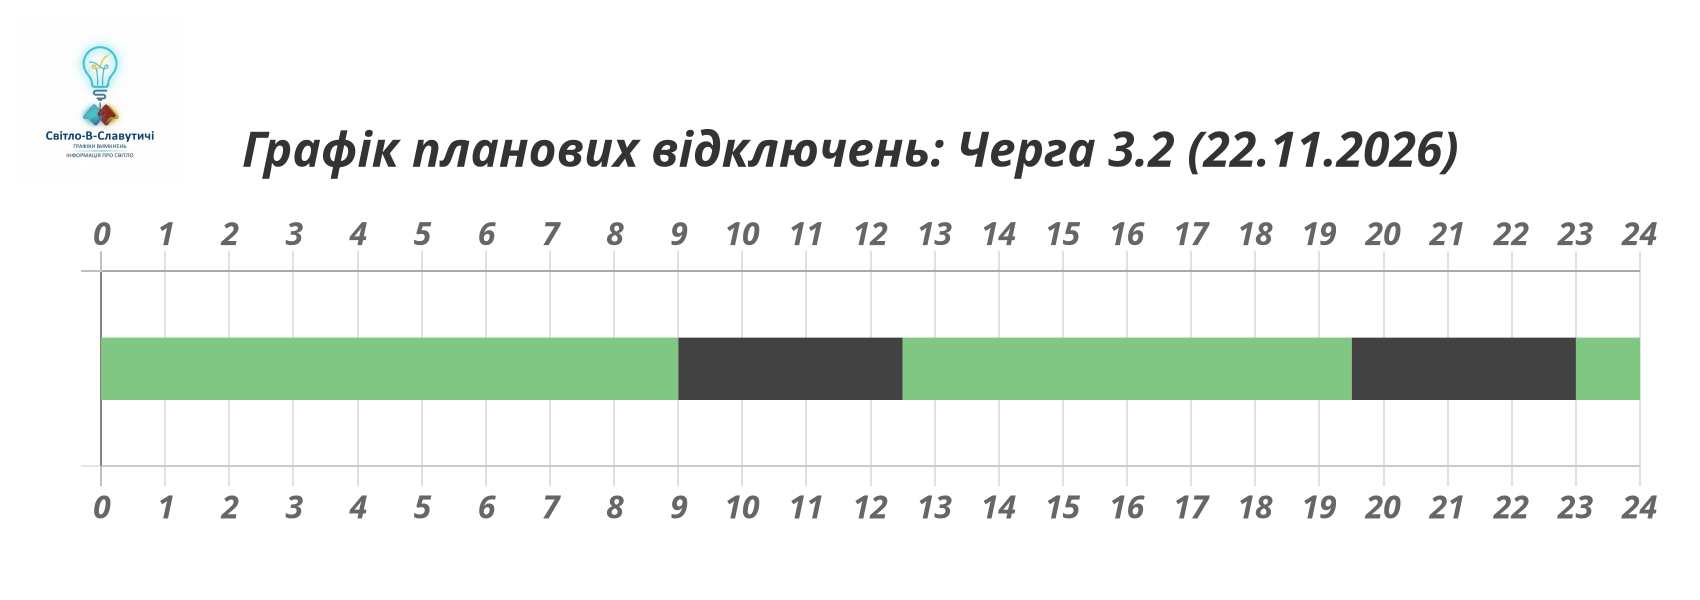 Світло-В-Славутичі
ГРАФІКИ ВИМКНЕНЬ
ІНФОРМАЦІЯ ПРО СВІТЛО
Графік планових відключень: Черга 3.2 (22.11.2026)
0 1 2 3 4 5 6 7 8 9 10 11 12 13 14 15 16 17 18 19 20 21 22 23 24
0 1 2 3 4 5 6 7 8 9 10 11 12 13 14 15 16 17 18 19 20 21 22 23 24